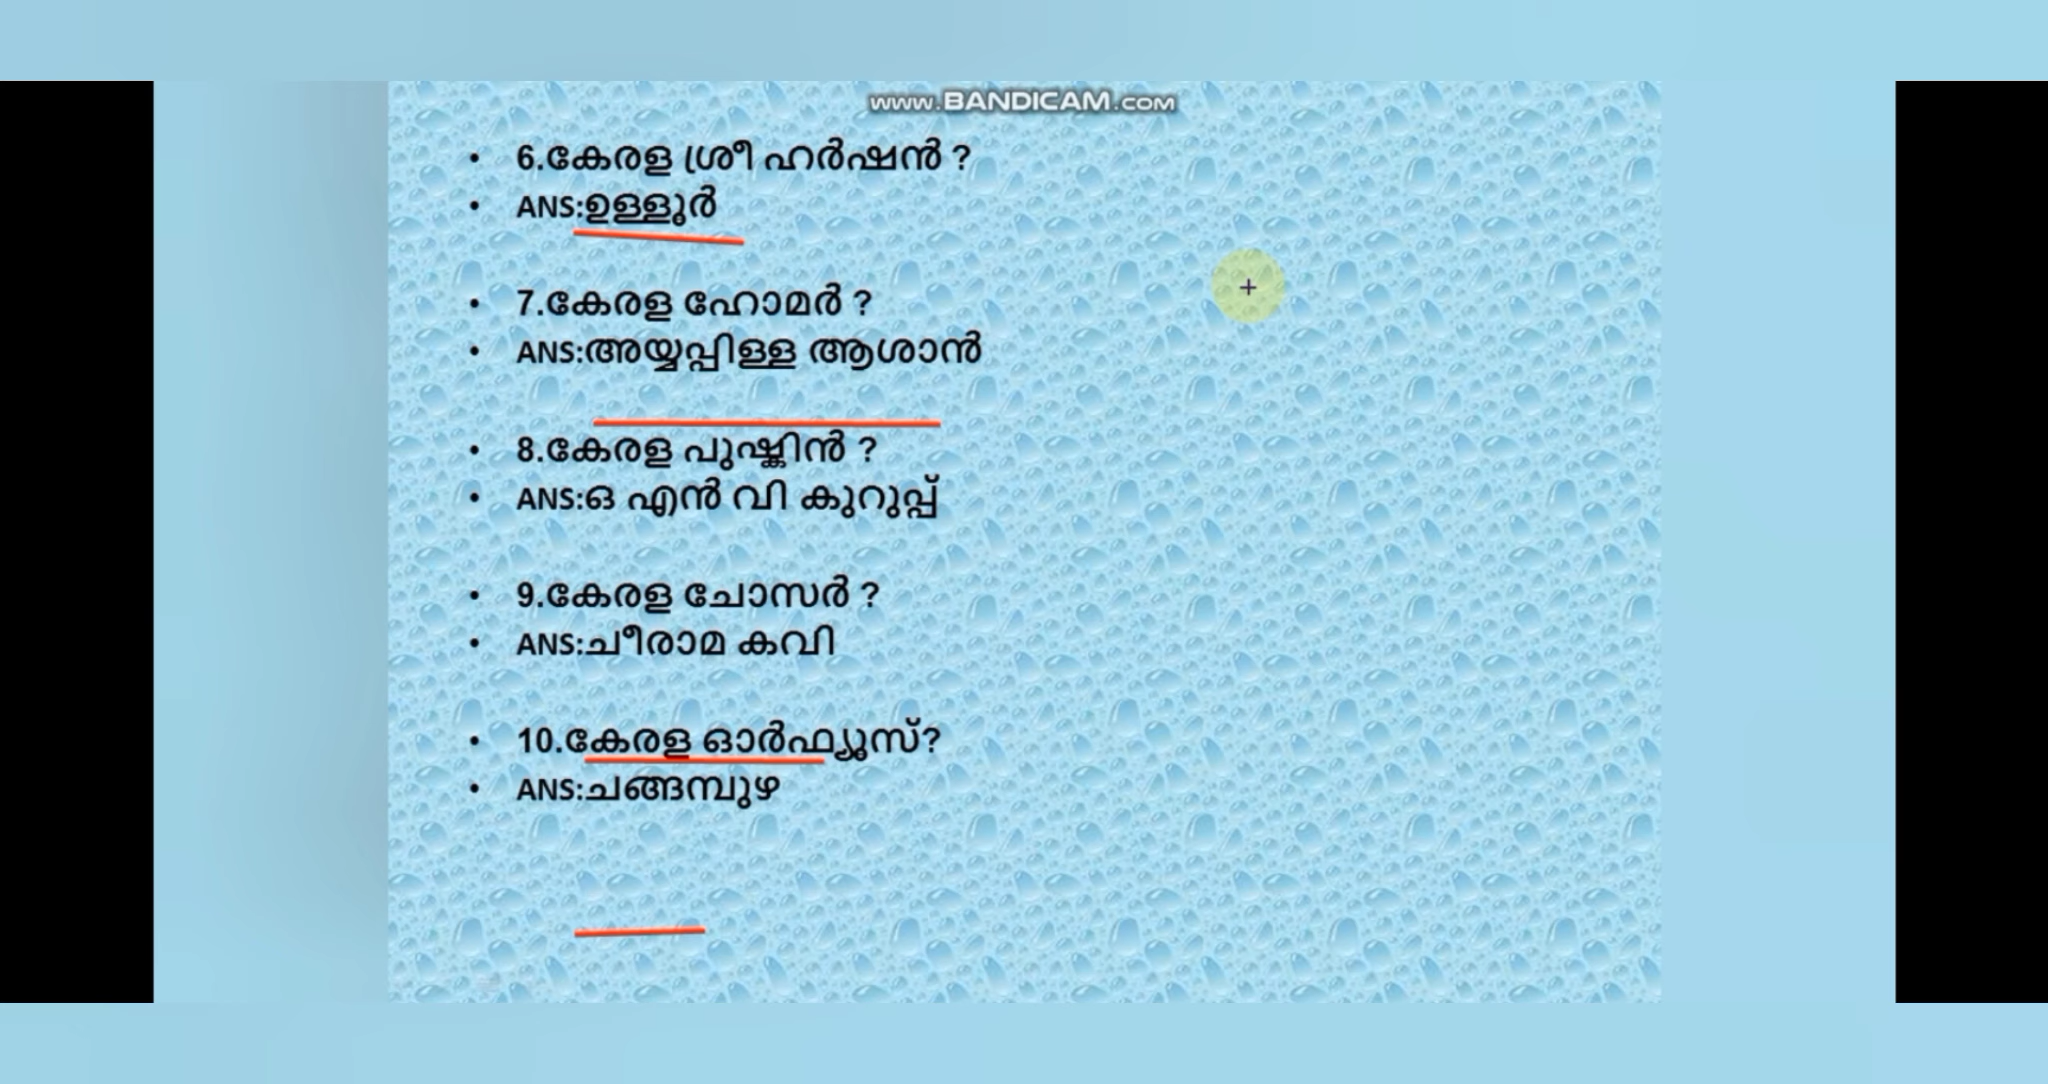 www.BANDICAM.com
• 6.കേരള ശ്രീ ഹർഷൻ ?
• ANS:ഉള്ളൂർ
• 7.കേരള ഹോമർ ?
• ANS:അയ്യപ്പിള്ള ആശാൻ
• 8.കേരള പുഷ്കിൻ ?
• ANS:ഒ എൻ വി കുറുപ്പ്
• 9.കേരള ചോസർ ?
• ANS:ചീരാമ കവി
• 10.കേരള ഓർഫ്യൂസ്?
• ANS:ചങ്ങമ്പുഴ